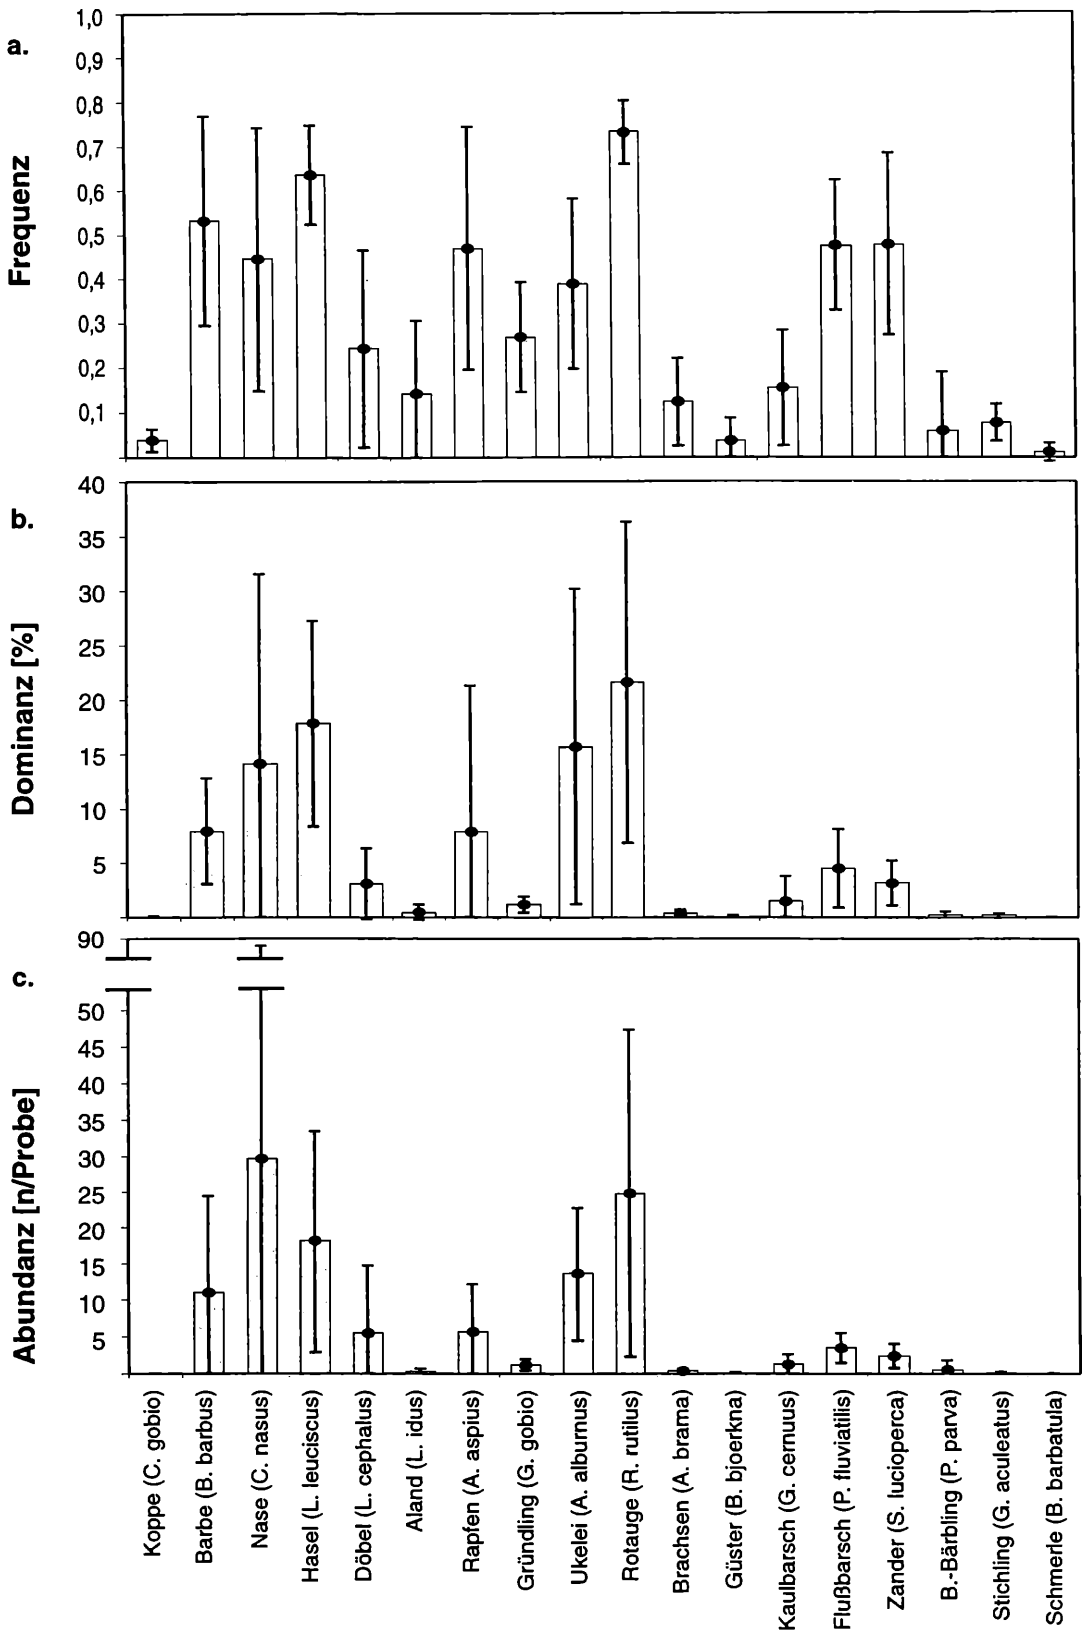 a.
Frequenz
1,0
0,9
0,8
0,7
0,6
0,5
0,4
0,3
0,2
0,1
b.
Dominanz [%]
40
35
30
25
20
15
10
5
c.
Abundanz [n/Probe]
90
50
45
40
35
30
25
20
15
10
5
Koppe (C. gobio)
Barbe (B. barbus)
Nase (C. nasus)
Hasel (L. leuciscus)
Döbel (L. cephalus)
Aland (L. idus)
Rapfen (A. aspius)
Gründling (G. gobio)
Ukelei (A. alburnus)
Rotauge (R. rutilus)
Brachsen (A. brama)
Güster (B. bjoerkna)
Kaulbarsch (G. cernuus)
Flußbarsch (P. fluviatilis)
Zander (S. lucioperca)
B.-Bärbling (P. parva)
Stichling (G. aculeatus)
Schmerle (B. barbatula)